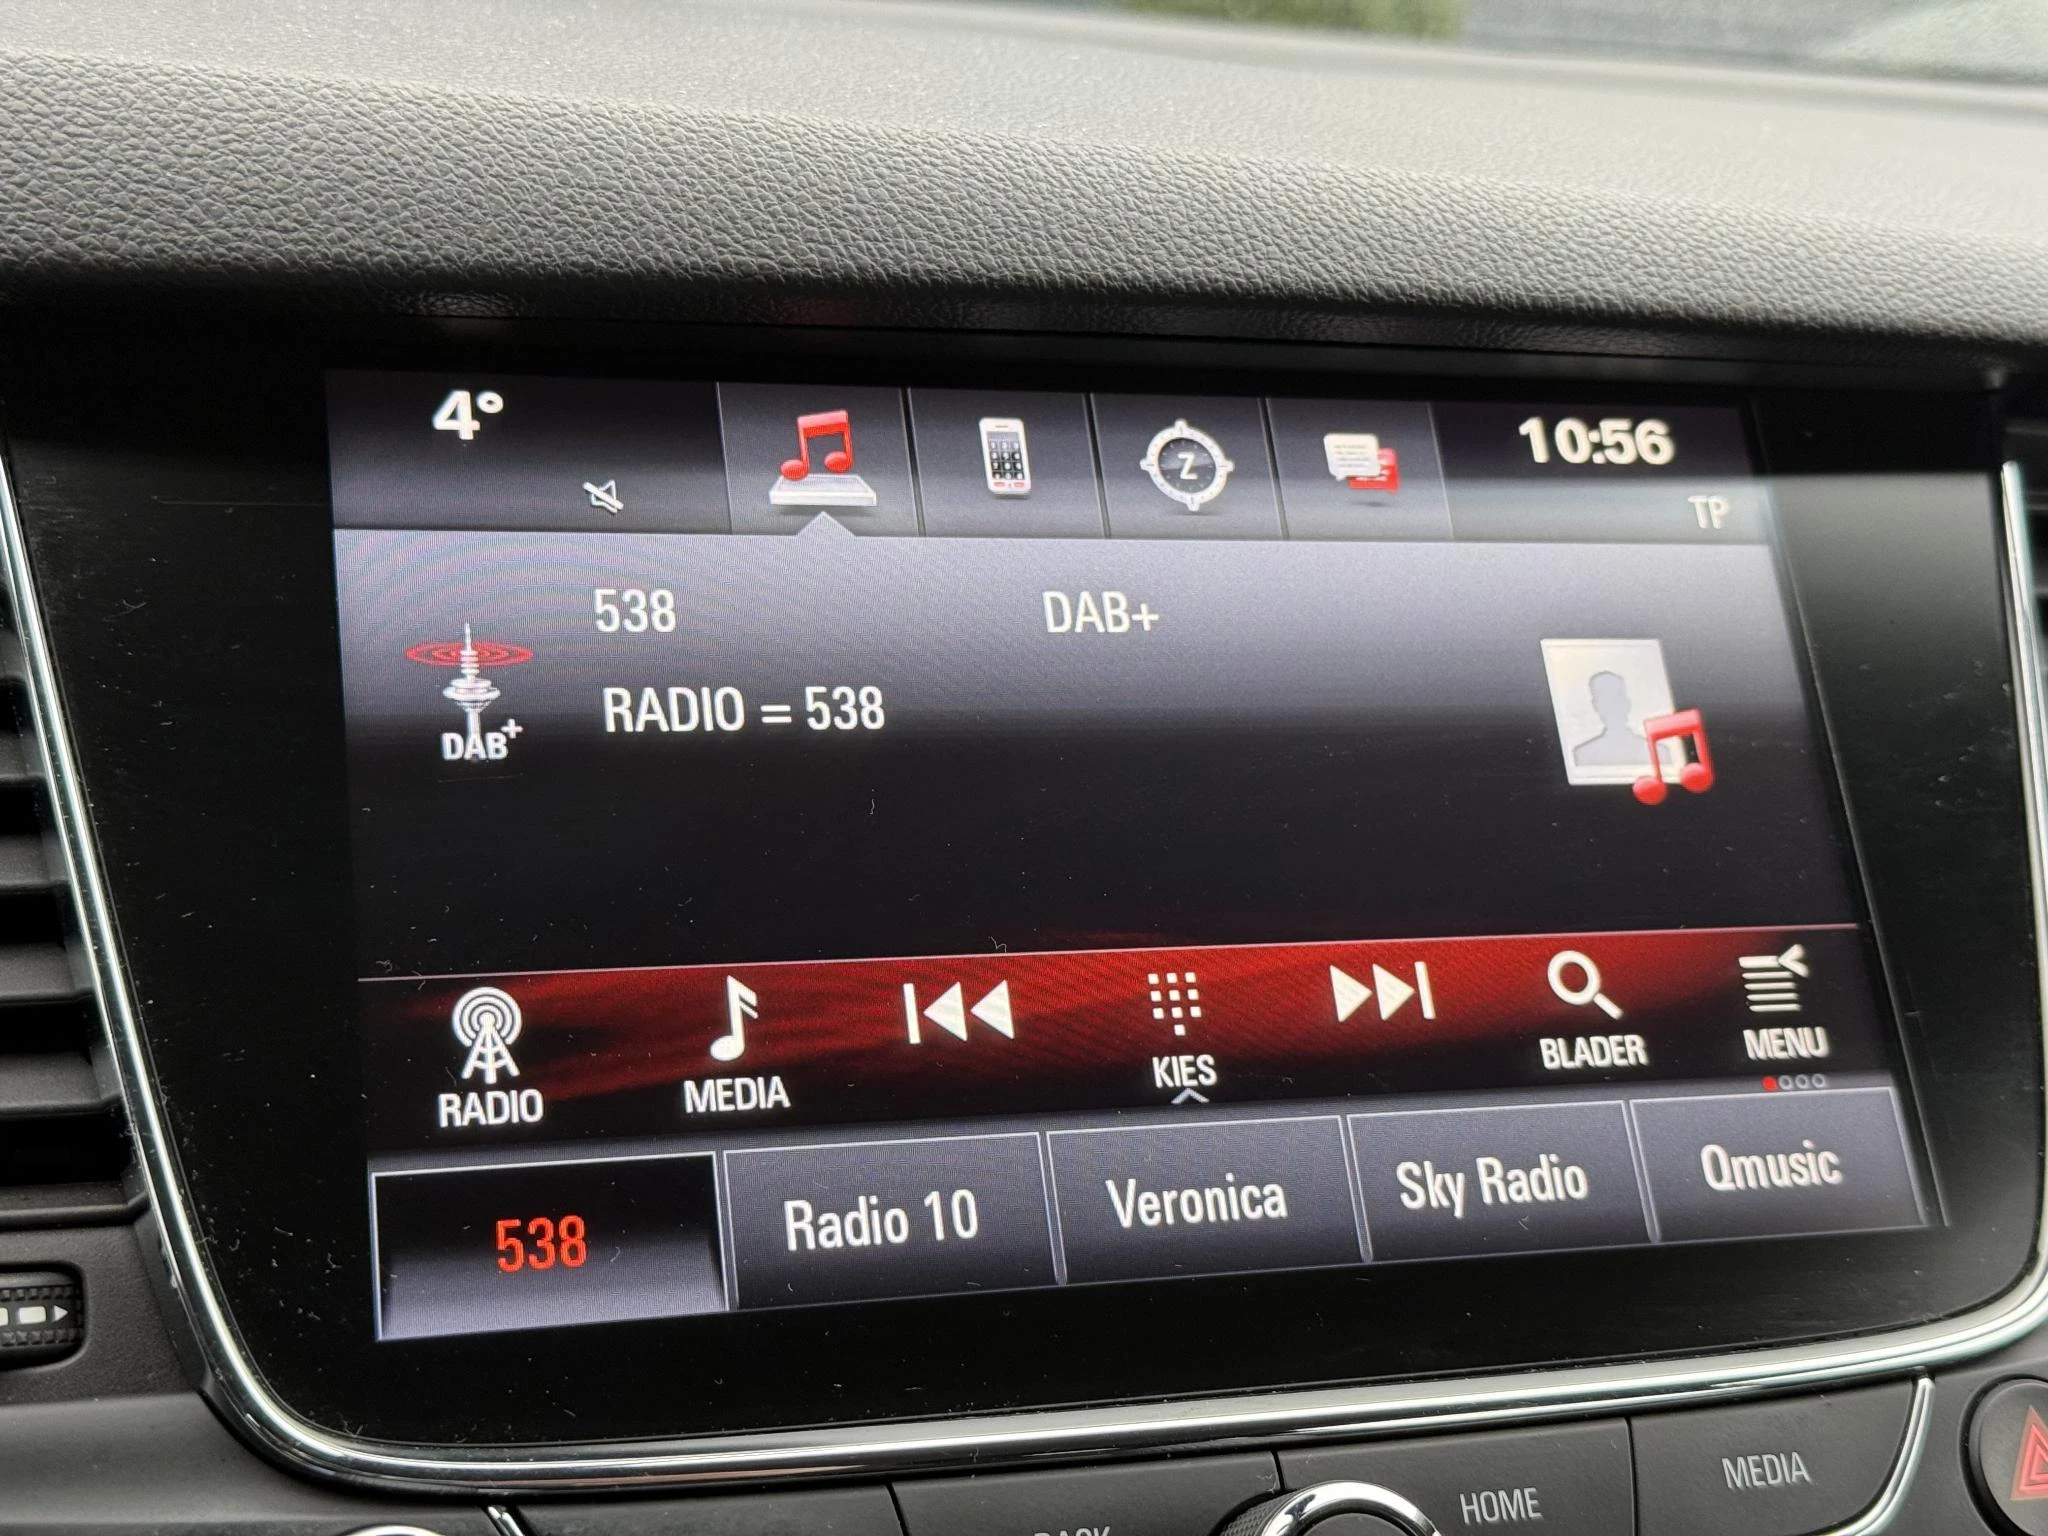 4°
10:56
TP
Z
538 DAB+
RADIO = 538
DAB+
RADIO
MEDIA
KIES
BLADER
MENU
538
Radio 10
Veronica
Sky Radio
Qmusic
BACK
HOME
MEDIA